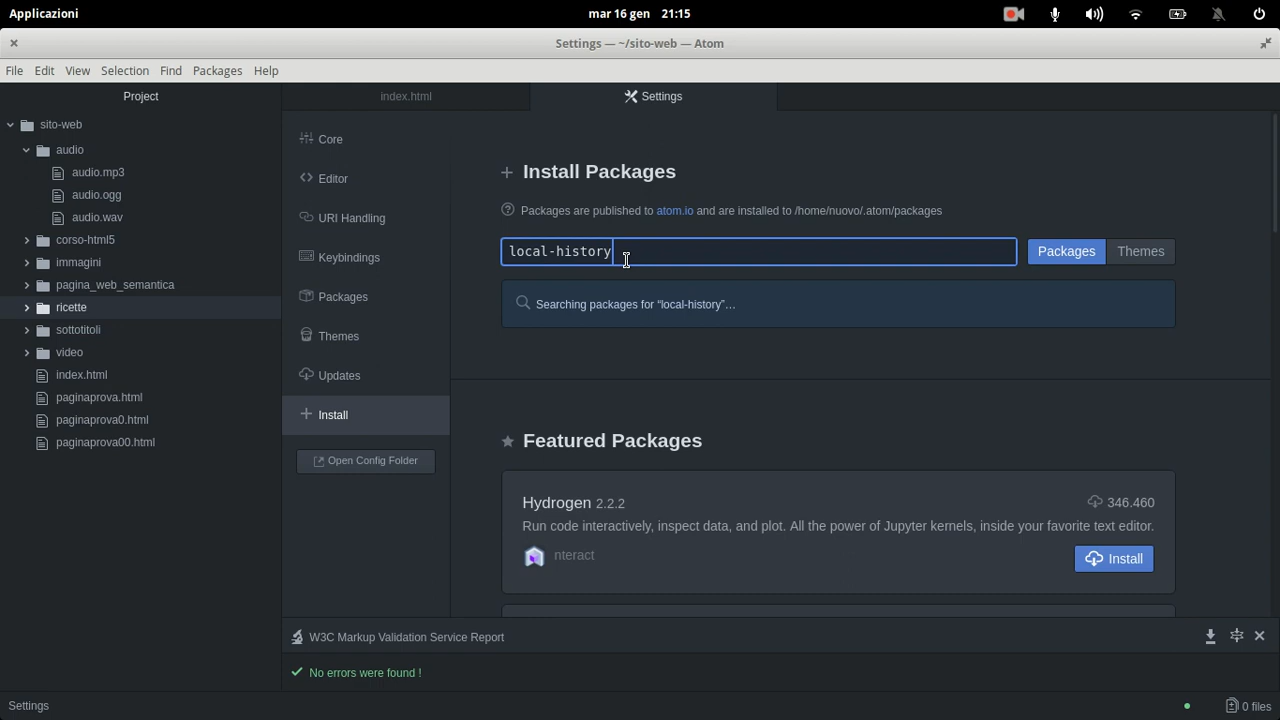 Applicazioni
mar 16 gen 21:15
Settings — ~/sito-web — Atom
File Edit View Selection Find Packages Help
Project
index.html
Settings
sito-web
audio
audio.mp3
audio.ogg
audio.wav
corso-html5
immagini
pagina_web_semantica
ricette
sottotitoli
video
index.html
paginaprova.html
paginaprova0.html
paginaprova00.html
Core
Editor
URI Handling
Keybindings
Packages
Themes
Updates
Install
Open Config Folder
Install Packages
Packages are published to atom.io and are installed to /home/nuovo/.atom/packages
local-history
Packages Themes
Searching packages for “local-history”…
Featured Packages
Hydrogen 2.2.2
346.460
Run code interactively, inspect data, and plot. All the power of Jupyter kernels, inside your favorite text editor.
nteract
Install
W3C Markup Validation Service Report
No errors were found !
Settings
0 files